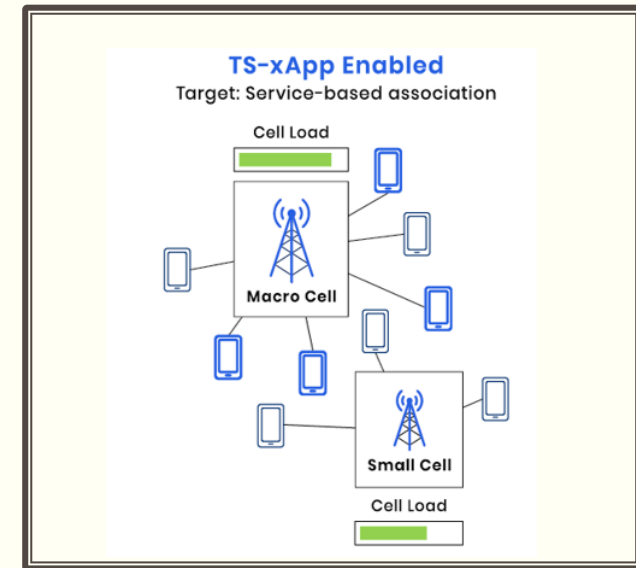 TS-xApp Enabled
Target: Service-based association
Cell Load
Macro Cell
Small Cell
Cell Load